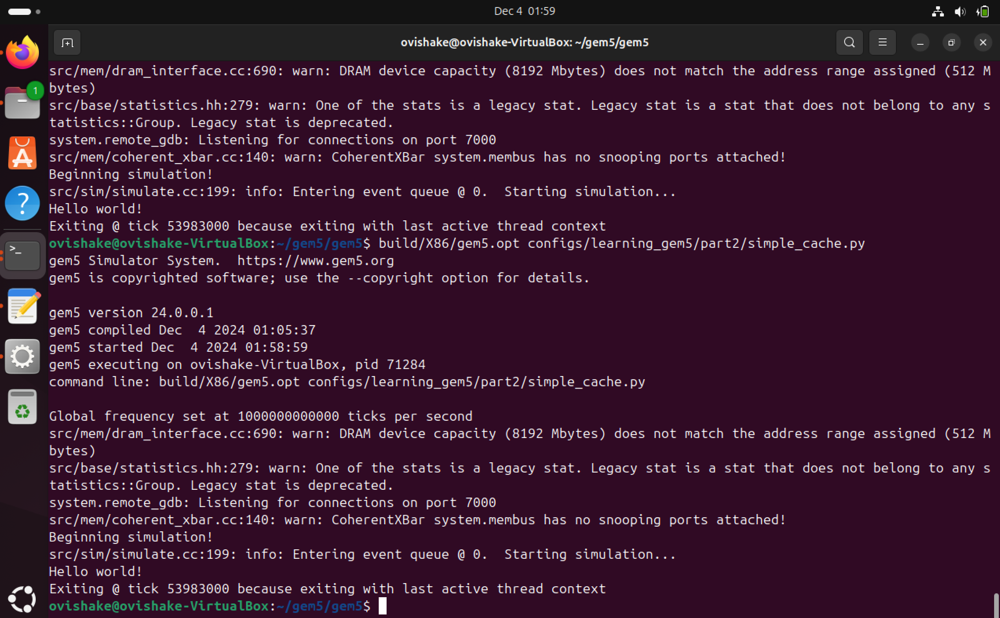 Dec 4 01:59
ovishake@ovishake-VirtualBox: ~/gem5/gem5
1
src/mem/dram_interface.cc:690: warn: DRAM device capacity (8192 Mbytes) does not match the address range assigned (512 M
bytes)
src/base/statistics.hh:279: warn: One of the stats is a legacy stat. Legacy stat is a stat that does not belong to any s
tatistics::Group. Legacy stat is deprecated.
system.remote_gdb: Listening for connections on port 7000
src/mem/coherent_xbar.cc:140: warn: CoherentXBar system.membus has no snooping ports attached!
Beginning simulation!
src/sim/simulate.cc:199: info: Entering event queue @ 0.  Starting simulation...
Hello world!
Exiting @ tick 53983000 because exiting with last active thread context
ovishake@ovishake-VirtualBox:~/gem5/gem5$ build/X86/gem5.opt configs/learning_gem5/part2/simple_cache.py
gem5 Simulator System.  https://www.gem5.org
gem5 is copyrighted software; use the --copyright option for details.
gem5 version 24.0.0.1
gem5 compiled Dec  4 2024 01:05:37
gem5 started Dec  4 2024 01:58:59
gem5 executing on ovishake-VirtualBox, pid 71284
command line: build/X86/gem5.opt configs/learning_gem5/part2/simple_cache.py
Global frequency set at 1000000000000 ticks per second
src/mem/dram_interface.cc:690: warn: DRAM device capacity (8192 Mbytes) does not match the address range assigned (512 M
bytes)
src/base/statistics.hh:279: warn: One of the stats is a legacy stat. Legacy stat is a stat that does not belong to any s
tatistics::Group. Legacy stat is deprecated.
system.remote_gdb: Listening for connections on port 7000
src/mem/coherent_xbar.cc:140: warn: CoherentXBar system.membus has no snooping ports attached!
Beginning simulation!
src/sim/simulate.cc:199: info: Entering event queue @ 0.  Starting simulation...
Hello world!
Exiting @ tick 53983000 because exiting with last active thread context
ovishake@ovishake-VirtualBox:~/gem5/gem5$